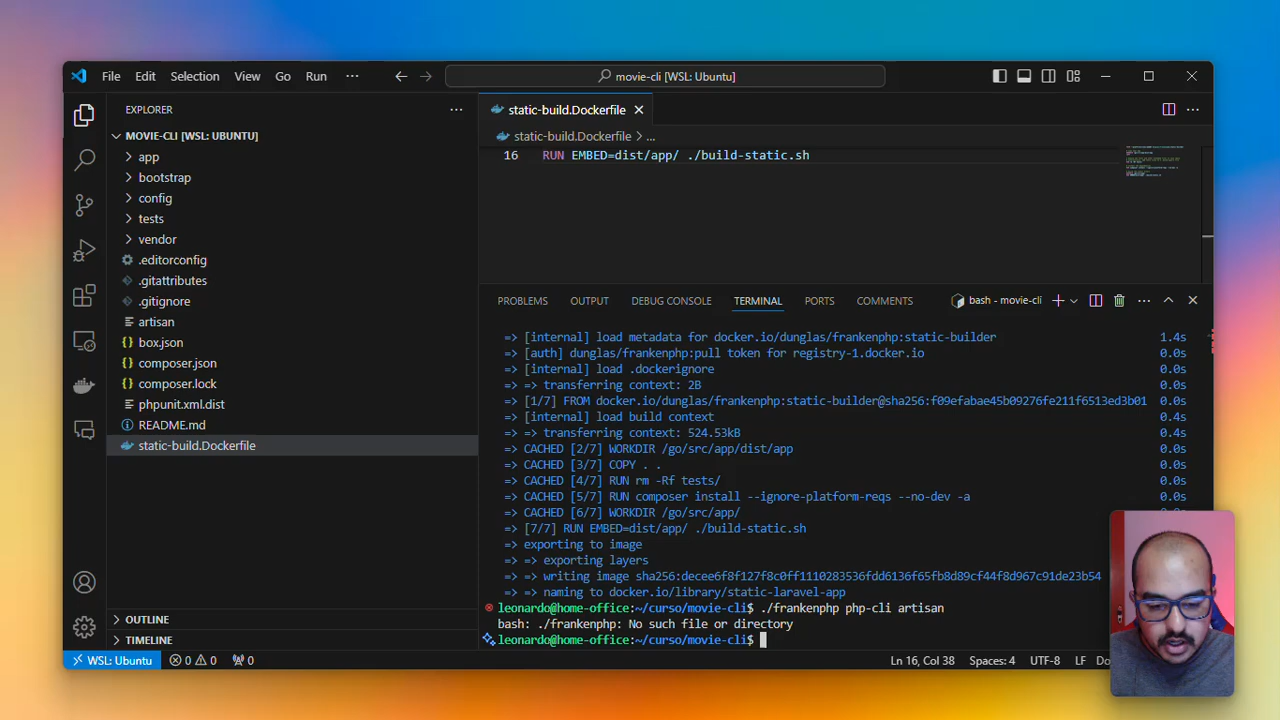 File Edit Selection View Go Run ··· movie-cli [WSL: Ubuntu]
EXPLORER
MOVIE-CLI [WSL: UBUNTU]
app
bootstrap
config
tests
vendor
.editorconfig
.gitattributes
.gitignore
artisan
box.json
composer.json
composer.lock
phpunit.xml.dist
README.md
static-build.Dockerfile
OUTLINE
TIMELINE
static-build.Dockerfile
static-build.Dockerfile > ...
16 RUN EMBED=dist/app/ ./build-static.sh
PROBLEMS OUTPUT DEBUG CONSOLE TERMINAL PORTS COMMENTS bash - movie-cli
=> [internal] load metadata for docker.io/dunglas/frankenphp:static-builder 1.4s
=> [auth] dunglas/frankenphp:pull token for registry-1.docker.io 0.0s
=> [internal] load .dockerignore 0.0s
=> => transferring context: 2B 0.0s
=> [1/7] FROM docker.io/dunglas/frankenphp:static-builder@sha256:f09efabae45b09276fe211f6513ed3b01 0.0s
=> [internal] load build context 0.4s
=> => transferring context: 524.53kB 0.4s
=> CACHED [2/7] WORKDIR /go/src/app/dist/app 0.0s
=> CACHED [3/7] COPY . . 0.0s
=> CACHED [4/7] RUN rm -Rf tests/ 0.0s
=> CACHED [5/7] RUN composer install --ignore-platform-reqs --no-dev -a 0.0s
=> CACHED [6/7] WORKDIR /go/src/app/
=> [7/7] RUN EMBED=dist/app/ ./build-static.sh
=> exporting to image
=> => exporting layers
=> => writing image sha256:decee6f8f127f8c0ff1110283536fdd6136f65fb8d89cf44f8d967c91de23b54
=> => naming to docker.io/library/static-laravel-app
leonardo@home-office:~/curso/movie-cli$ ./frankenphp php-cli artisan
bash: ./frankenphp: No such file or directory
leonardo@home-office:~/curso/movie-cli$
WSL: Ubuntu 0 0 0 Ln 16, Col 38 Spaces: 4 UTF-8 LF